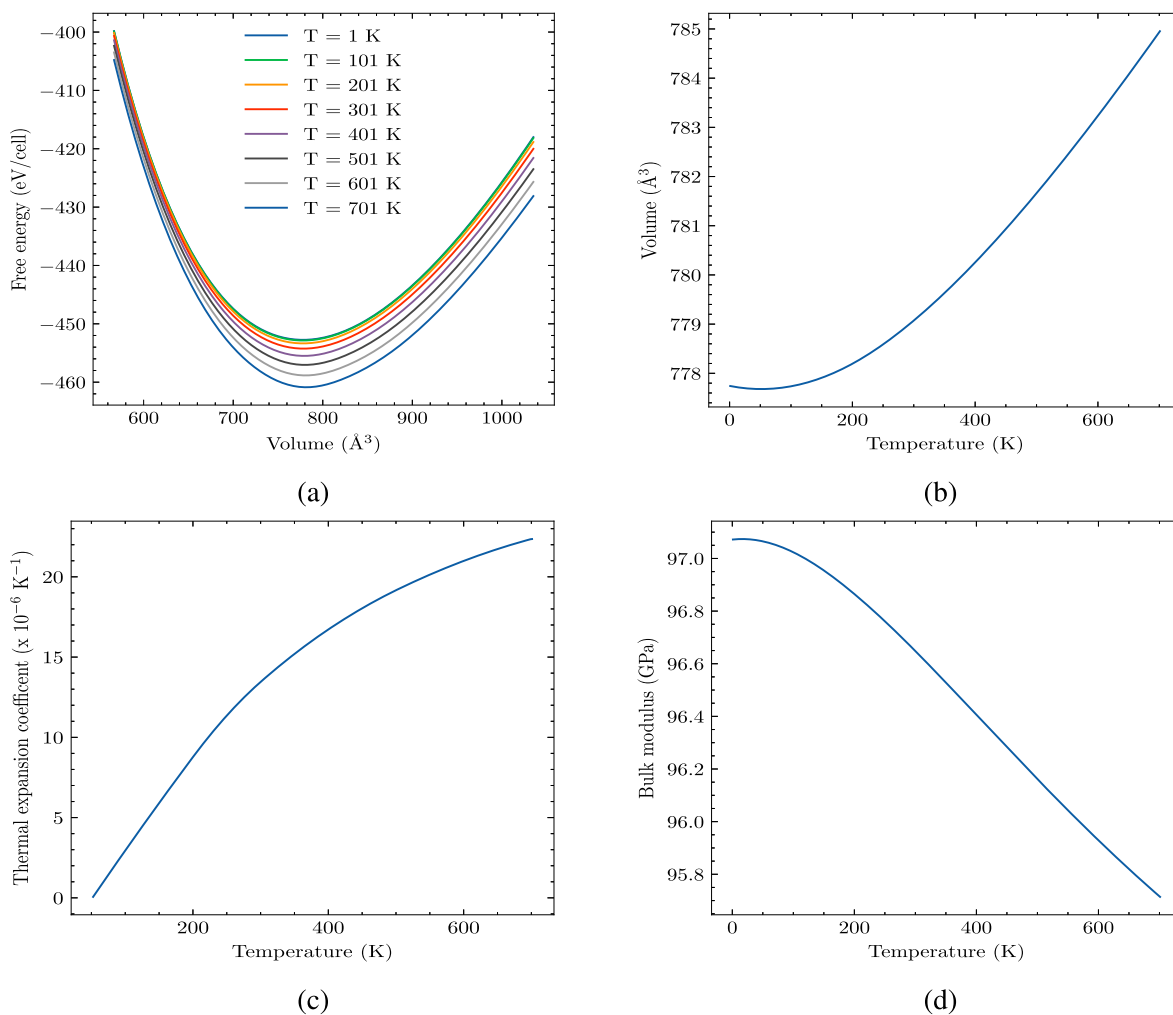 −400
−410
−420
−430
−440
−450
−460
600
700
800
900
1000
Free energy (eV/cell)
Volume (Å³)
T = 1 K
T = 101 K
T = 201 K
T = 301 K
T = 401 K
T = 501 K
T = 601 K
T = 701 K
(a)
785
784
783
782
781
780
779
778
0
200
400
600
Volume (Å³)
Temperature (K)
(b)
20
15
10
5
0
200
400
600
Thermal expansion coefficent (x 10⁻⁶ K⁻¹)
Temperature (K)
(c)
97.0
96.8
96.6
96.4
96.2
96.0
95.8
0
200
400
600
Bulk modulus (GPa)
Temperature (K)
(d)